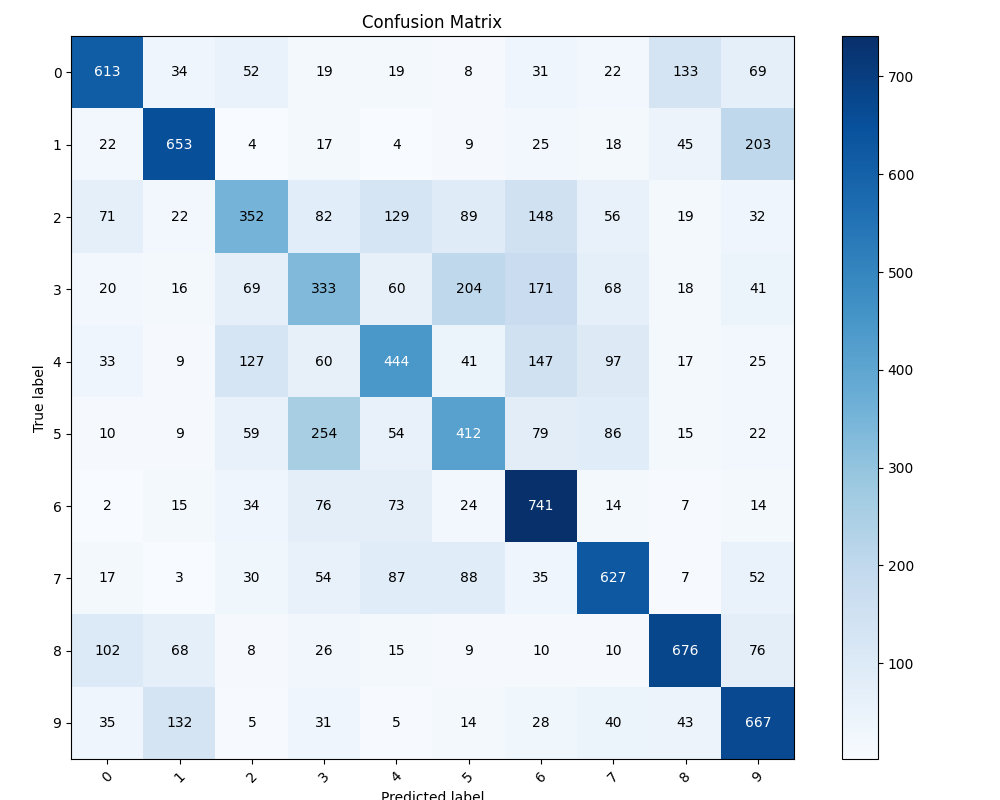 Confusion Matrix
0 613 34 52 19 19 8 31 22 133 69
1 22 653 4 17 4 9 25 18 45 203
2 71 22 352 82 129 89 148 56 19 32
3 20 16 69 333 60 204 171 68 18 41
4 33 9 127 60 444 41 147 97 17 25
5 10 9 59 254 54 412 79 86 15 22
6 2 15 34 76 73 24 741 14 7 14
7 17 3 30 54 87 88 35 627 7 52
8 102 68 8 26 15 9 10 10 676 76
9 35 132 5 31 5 14 28 40 43 667
0 1 2 3 4 5 6 7 8 9
True label
Predicted label
700
600
500
400
300
200
100